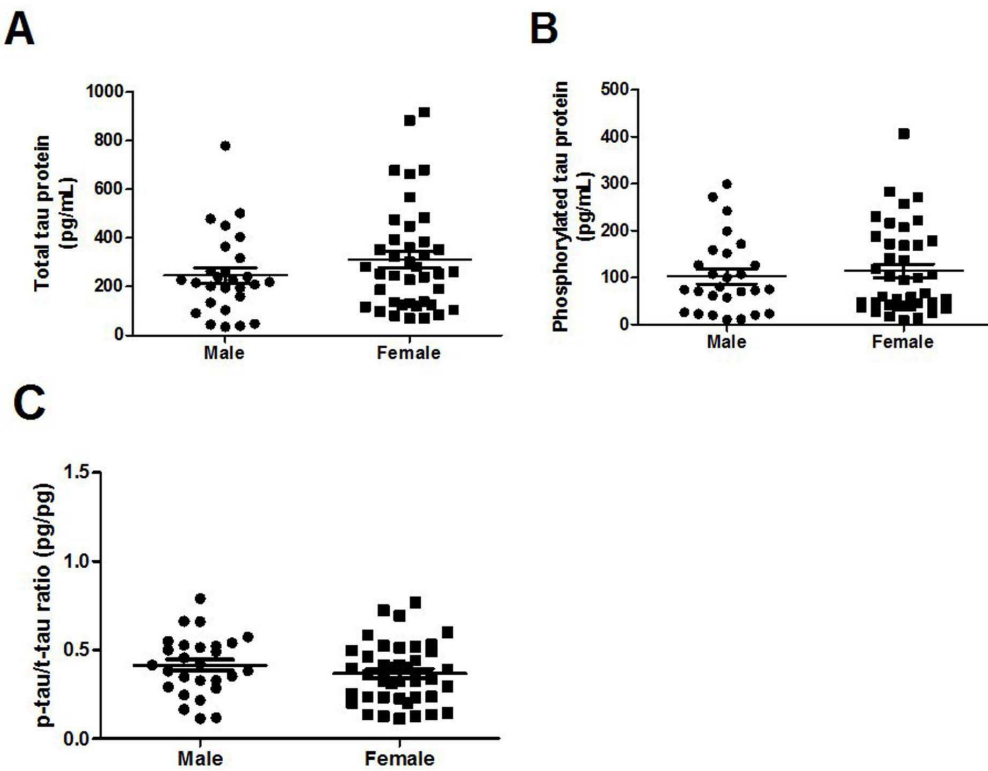 A
B
Total tau protein
(pg/mL)
1000
800
600
400
200
0
Male
Female
Phosphorylated tau protein
(pg/mL)
500
400
300
200
100
0
Male
Female
C
p-tau/t-tau ratio (pg/pg)
1.5
1.0
0.5
0.0
Male
Female